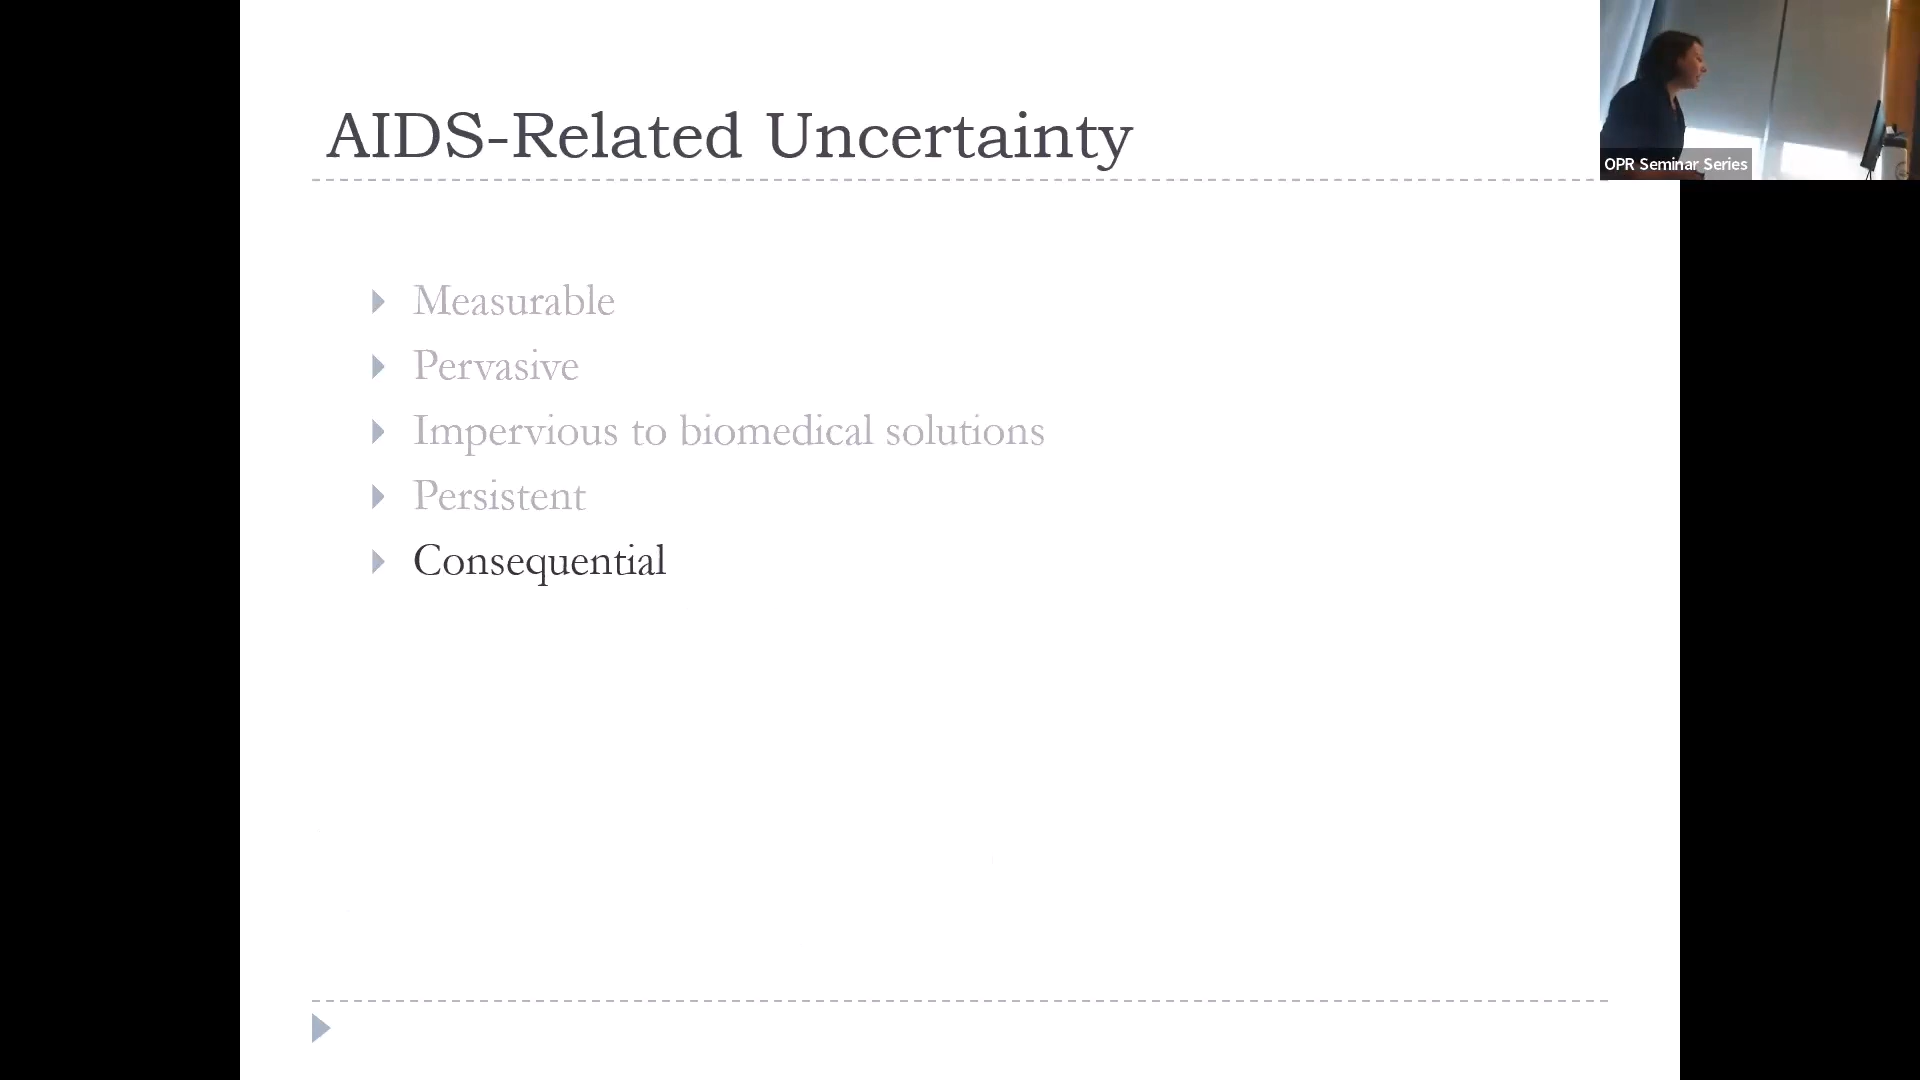 AIDS-Related Uncertainty
OPR Seminar Series
Measurable
Pervasive
Impervious to biomedical solutions
Persistent
Consequential